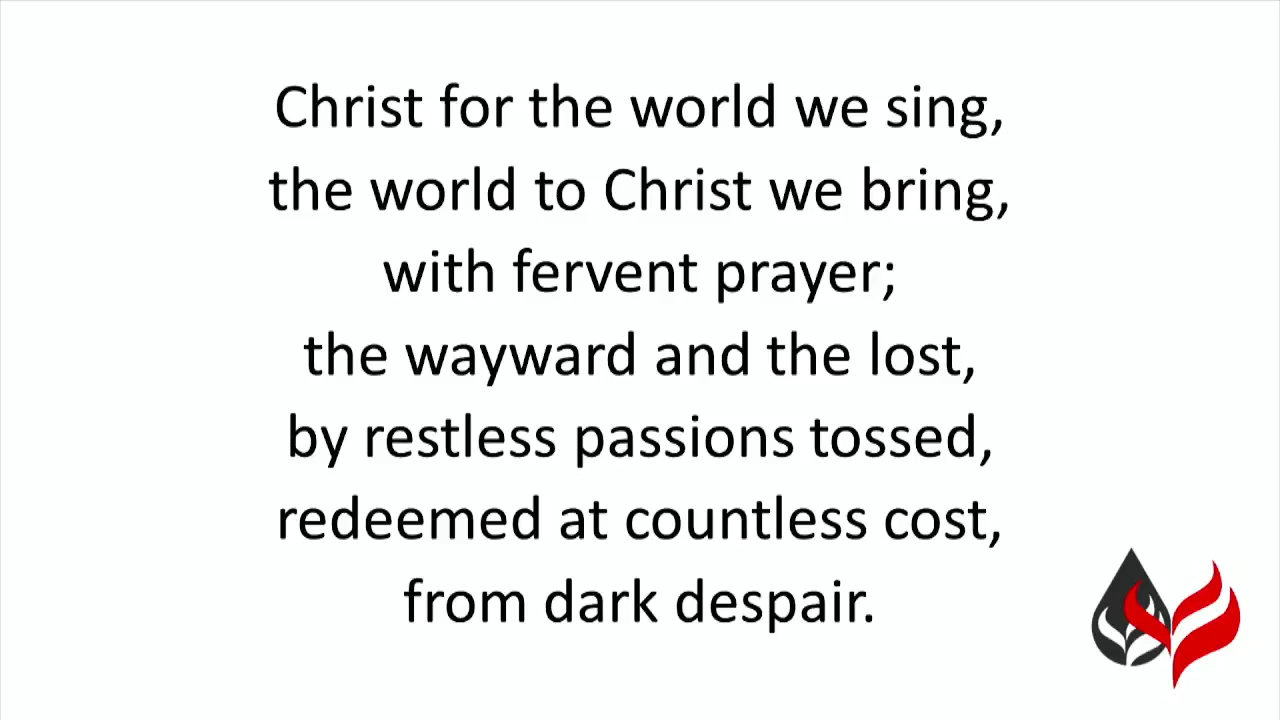 Christ for the world we sing,
the world to Christ we bring,
with fervent prayer;
the wayward and the lost,
by restless passions tossed,
redeemed at countless cost,
from dark despair.